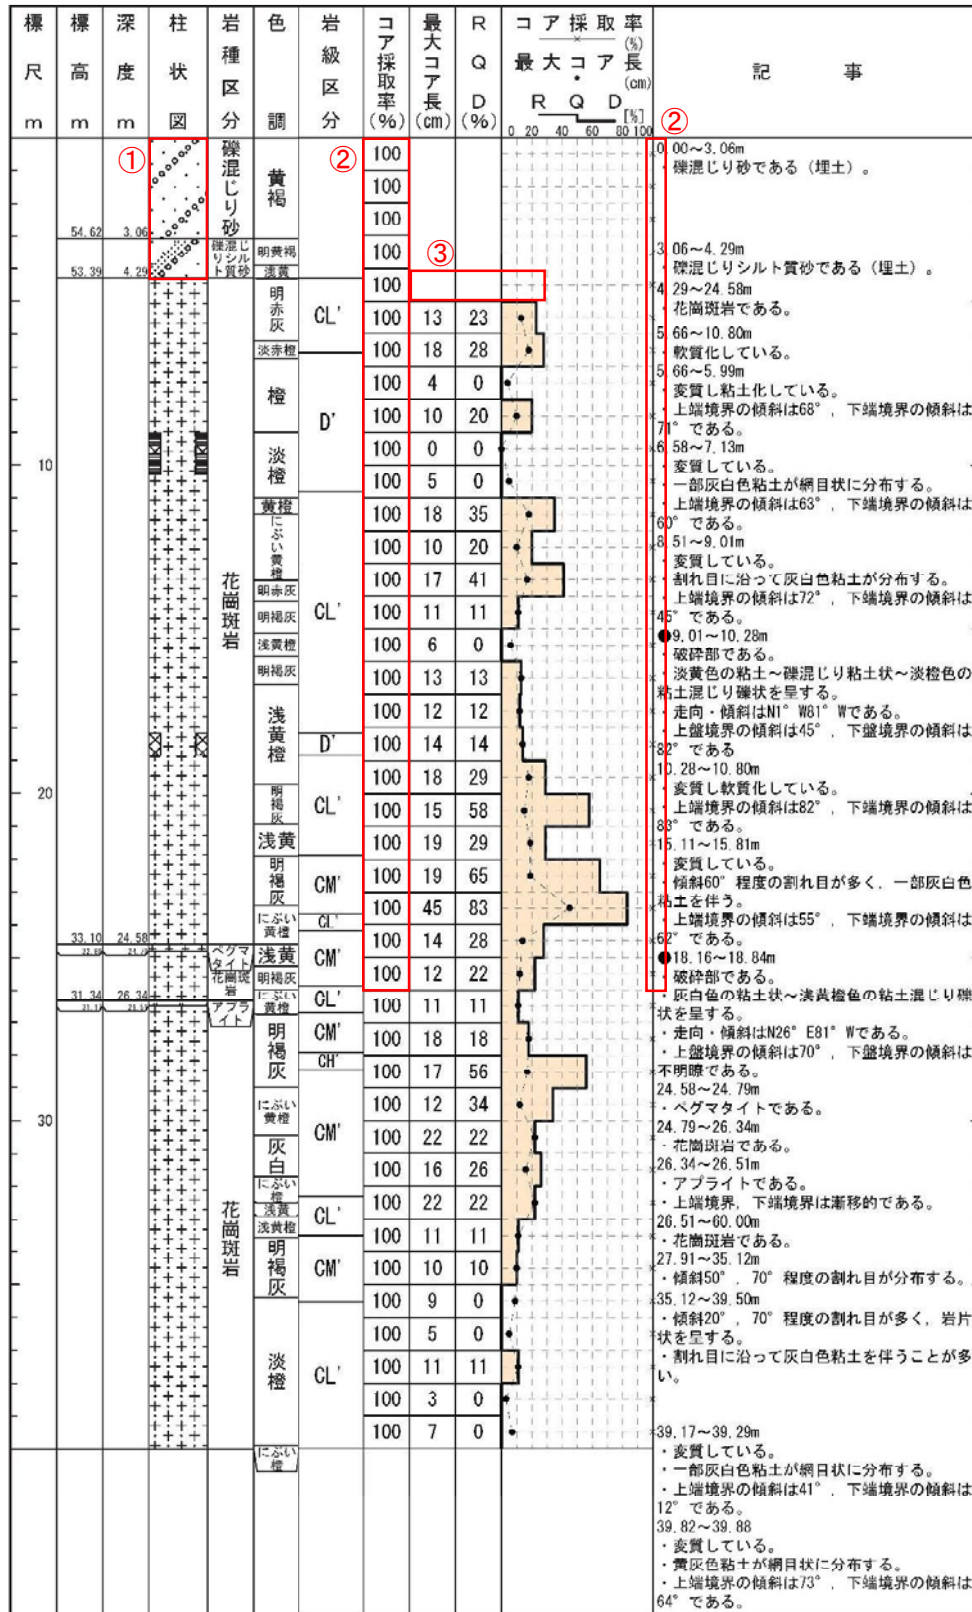 標尺m
標高m
深度m
柱状図
岩種区分
色調
岩級区分
コア採取率(%)
最大コア長(cm)
RQD(%)
コア採取率(%)
最大コア長(cm)
RQD[%]
0 20 40 60 80 100
記事
①
②
②
③
54.62 3.06
53.39 4.29
33.10 24.58
31.34 26.34
10
20
30
礫混じり砂
礫混じりシルト質砂
花崗斑岩
ペグマタイト
花崗斑岩
アプライト
花崗斑岩
黄褐
明黄褐
浅黄
明赤灰
淡赤橙
橙
淡橙
黄橙
にぶい黄橙
明赤灰
明褐灰
浅黄橙
明褐灰
浅黄橙
明褐灰
浅黄
明褐灰
にぶい黄橙
浅黄
明褐灰
にぶい黄橙
明褐灰
にぶい黄橙
灰白
にぶい橙
浅黄
浅黄橙
明褐灰
淡橙
にぶい橙
CL'
D'
CL'
D'
CL'
CM'
CL'
CM'
CL'
CM'
CH'
CM'
CL'
CM'
CL'
100
100
100
100
100
100 13 23
100 18 28
100 4 0
100 10 20
100 0 0
100 5 0
100 18 35
100 10 20
100 17 41
100 11 11
100 6 0
100 13 13
100 12 12
100 14 14
100 18 29
100 15 58
100 19 29
100 19 65
100 45 83
100 14 28
100 12 22
100 11 11
100 18 18
100 17 56
100 12 34
100 22 22
100 16 26
100 22 22
100 11 11
100 10 10
100 9 0
100 5 0
100 11 11
100 3 0
100 7 0
0.00～3.06m
・礫混じり砂である（埋土）。
3.06～4.29m
・礫混じりシルト質砂である（埋土）。
4.29～24.58m
・花崗斑岩である。
5.66～10.80m
・軟質化している。
5.66～5.99m
・変質し粘土化している。
・上端境界の傾斜は68°，下端境界の傾斜は
71°である。
6.58～7.13m
・変質している。
・一部灰白色粘土が網目状に分布する。
・上端境界の傾斜は63°，下端境界の傾斜は
60°である。
8.51～9.01m
・変質している。
・割れ目に沿って灰白色粘土が分布する。
・上端境界の傾斜は72°，下端境界の傾斜は
45°である。
●9.01～10.28m
・破砕部である。
・淡黄色の粘土～礫混じり粘土状～淡橙色の
粘土混じり礫状を呈する。
・走向・傾斜はN1°W81°Wである。
・上盤境界の傾斜は45°，下盤境界の傾斜は
82°である
10.28～10.80m
・変質し軟質化している。
・上端境界の傾斜は82°，下端境界の傾斜は
83°である。
15.11～15.81m
・変質している。
・傾斜60°程度の割れ目が多く，一部灰白色
粘土を伴う。
・上端境界の傾斜は55°，下端境界の傾斜は
62°である。
●18.16～18.84m
・破砕部である。
・灰白色の粘土状～浅黄橙色の粘土混じり礫
状を呈する。
・走向・傾斜はN26°E81°Wである。
・上盤境界の傾斜は70°，下盤境界の傾斜は
不明瞭である。
24.58～24.79m
・ペグマタイトである。
24.79～26.34m
・花崗斑岩である。
26.34～26.51m
・アプライトである。
・上端境界，下端境界は漸移的である。
26.51～60.00m
・花崗斑岩である。
27.91～35.12m
・傾斜50°，70°程度の割れ目が分布する。
35.12～39.50m
・傾斜20°，70°程度の割れ目が多く，岩片
状を呈する。
・割れ目に沿って灰白色粘土を伴うことが多
い。
39.17～39.29m
・変質している。
・一部灰白色粘土が網目状に分布する。
・上端境界の傾斜は41°，下端境界の傾斜は
12°である。
39.82～39.88
・変質している。
・黄灰色粘土が網目状に分布する。
・上端境界の傾斜は73°，下端境界の傾斜は
64°である。